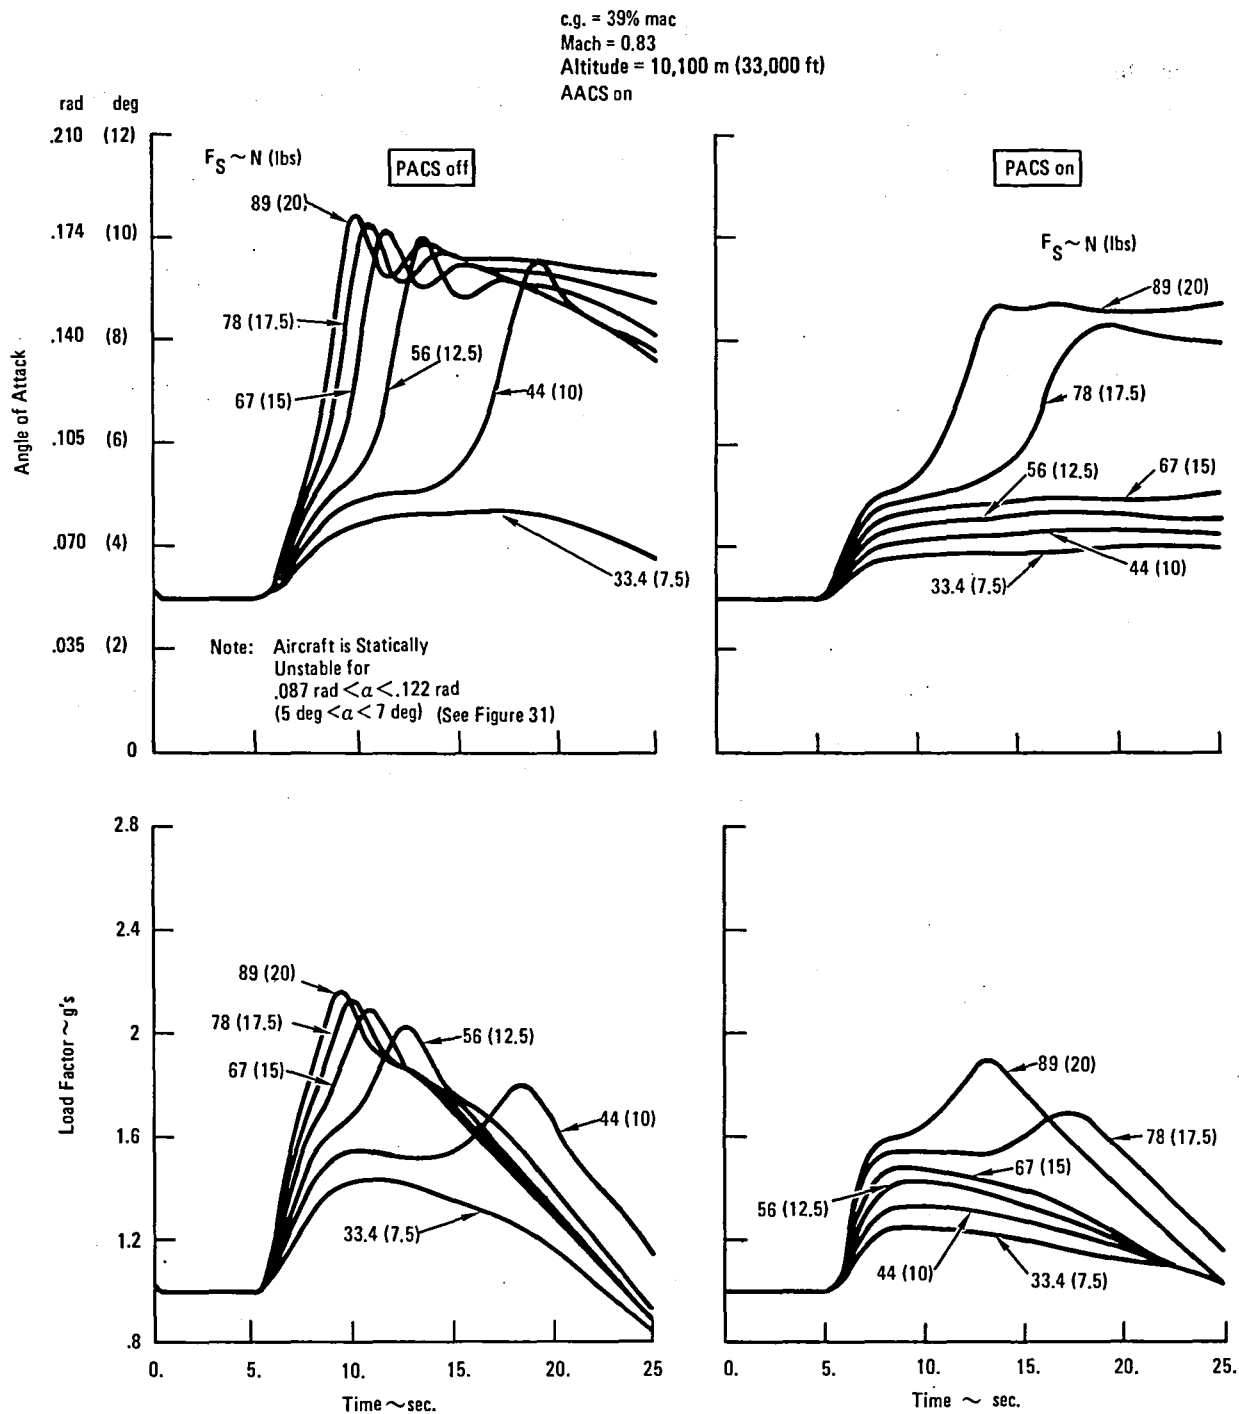 c.g. = 39% mac
Mach = 0.83
Altitude = 10,100 m (33,000 ft)
AACS on
rad deg
.210 (12)
.174 (10)
.140 (8)
.105 (6)
.070 (4)
.035 (2)
0
Angle of Attack
FS ~ N (lbs)
PACS off
89 (20)
78 (17.5)
67 (15)
56 (12.5)
44 (10)
33.4 (7.5)
Note: Aircraft is Statically
Unstable for
.087 rad < α < .122 rad
(5 deg < α < 7 deg) (See Figure 31)
PACS on
FS ~ N (lbs)
89 (20)
78 (17.5)
67 (15)
56 (12.5)
44 (10)
33.4 (7.5)
2.8
2.4
2
1.6
1.2
.8
Load Factor ~ g's
89 (20)
78 (17.5)
67 (15)
56 (12.5)
44 (10)
33.4 (7.5)
0. 5. 10. 15. 20. 25
Time ~ sec.
89 (20)
78 (17.5)
67 (15)
56 (12.5)
44 (10)
33.4 (7.5)
0. 5. 10. 15. 20. 25.
Time ~ sec.